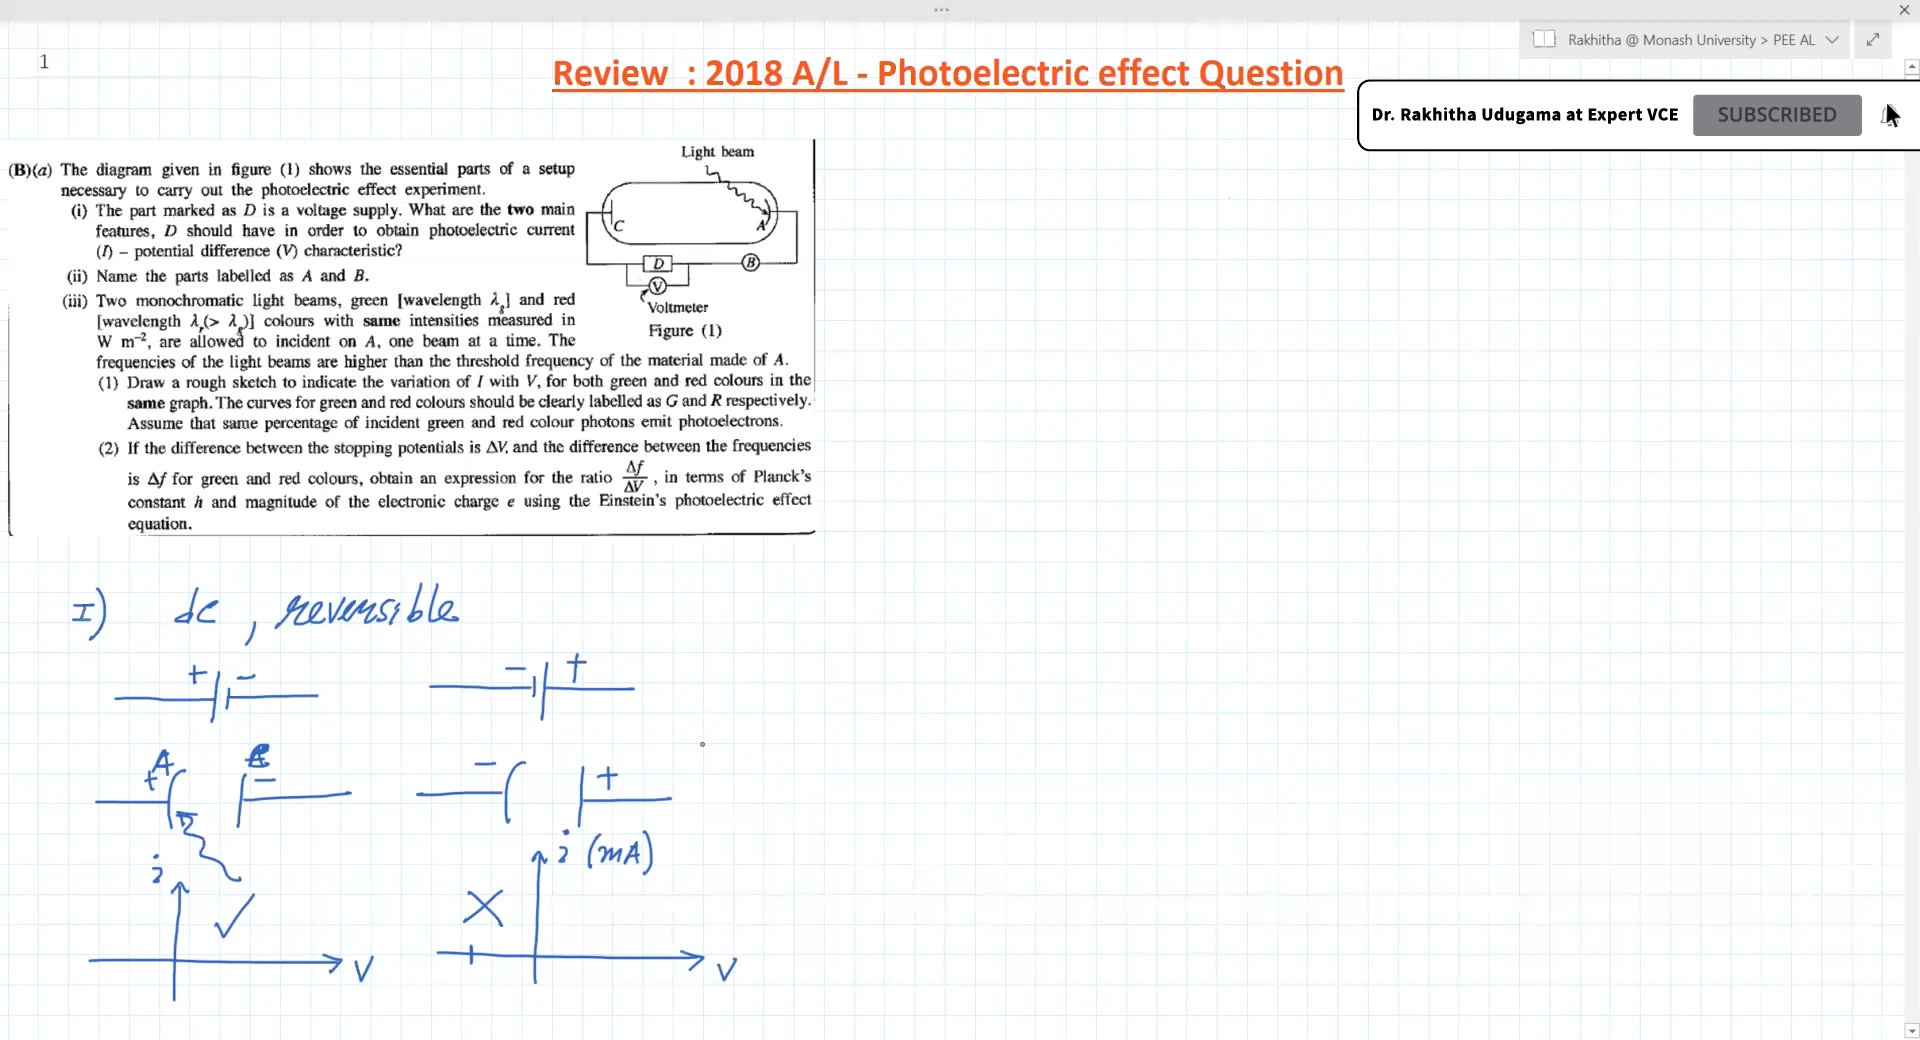 Rakhitha @ Monash University > PEE AL
1
Review : 2018 A/L - Photoelectric effect Question
Dr. Rakhitha Udugama at Expert VCE
SUBSCRIBED
(B)(a) The diagram given in figure (1) shows the essential parts of a setup
necessary to carry out the photoelectric effect experiment.
(i) The part marked as D is a voltage supply. What are the two main
features, D should have in order to obtain photoelectric current
(I) – potential difference (V) characteristic?
(ii) Name the parts labelled as A and B.
(iii) Two monochromatic light beams, green [wavelength λg] and red
[wavelength λr(> λg)] colours with same intensities measured in
W m⁻², are allowed to incident on A, one beam at a time. The
frequencies of the light beams are higher than the threshold frequency of the material made of A.
(1) Draw a rough sketch to indicate the variation of I with V, for both green and red colours in the
same graph. The curves for green and red colours should be clearly labelled as G and R respectively.
Assume that same percentage of incident green and red colour photons emit photoelectrons.
(2) If the difference between the stopping potentials is ΔV, and the difference between the frequencies
is Δf for green and red colours, obtain an expression for the ratio Δf/ΔV, in terms of Planck's
constant h and magnitude of the electronic charge e using the Einstein's photoelectric effect
equation.
Light beam
C A
D B
V
Voltmeter
Figure (1)
I) dc, reversible
+ - - +
A
+ - - +
i i (mA)
V V